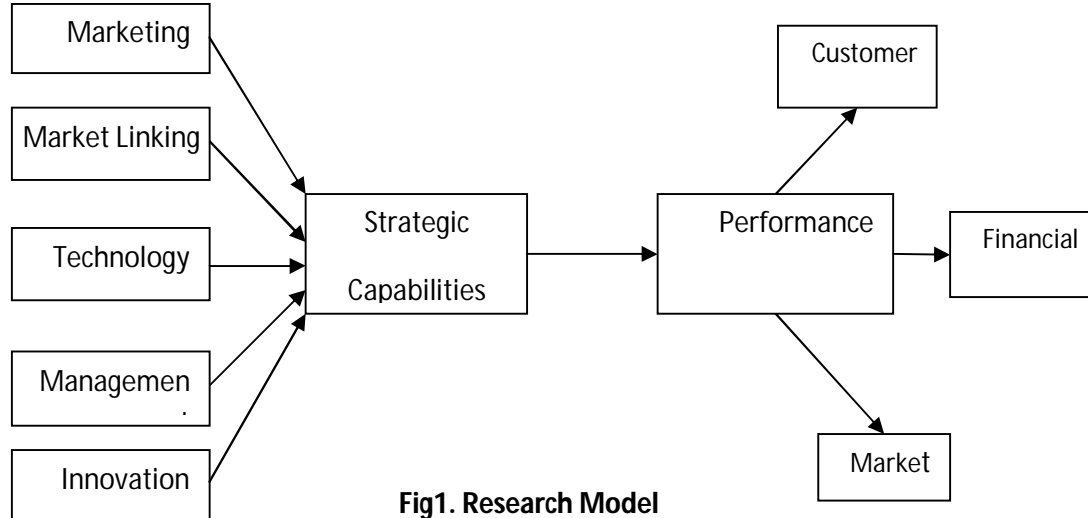 Marketing
Market Linking
Technology
Managemen
.
Innovation
Strategic
Capabilities
Performance
Customer
Financial
Market
Fig1. Research Model